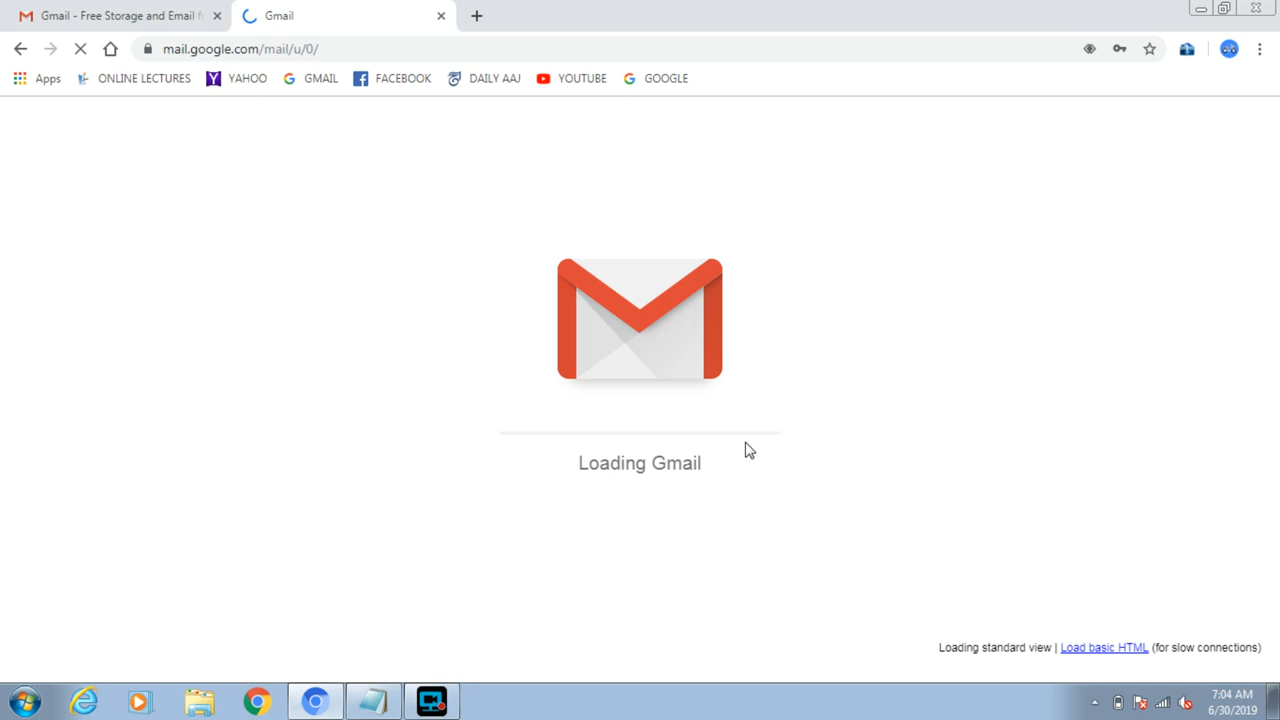 Gmail - Free Storage and Email f
Gmail
mail.google.com/mail/u/0/
Apps
ONLINE LECTURES
YAHOO
GMAIL
FACEBOOK
DAILY AAJ
YOUTUBE
GOOGLE
Loading Gmail
Loading standard view | Load basic HTML (for slow connections)
7:04 AM
6/30/2019